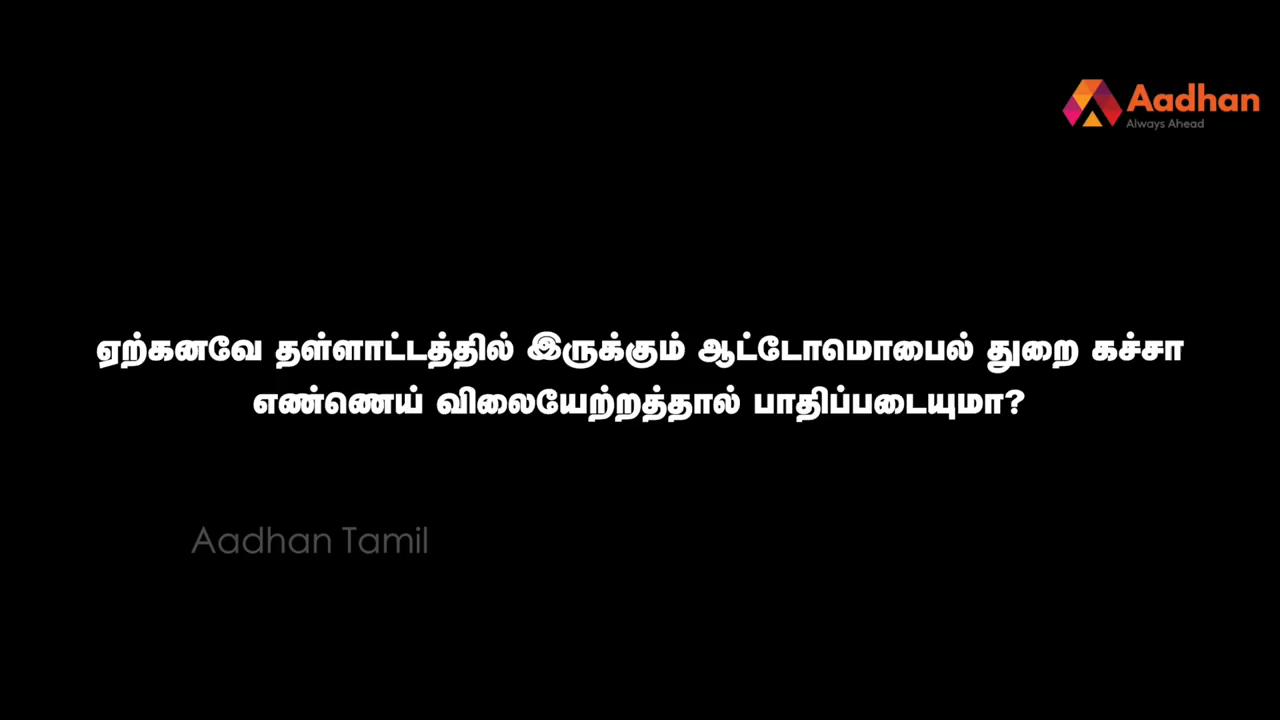 Aadhan
Always Ahead
ஏற்கனவே தள்ளாட்டத்தில் இருக்கும் ஆட்டோமொபைல் துறை கச்சா
எண்ணெய் விலையேற்றத்தால் பாதிப்படையுமா?
Aadhan Tamil